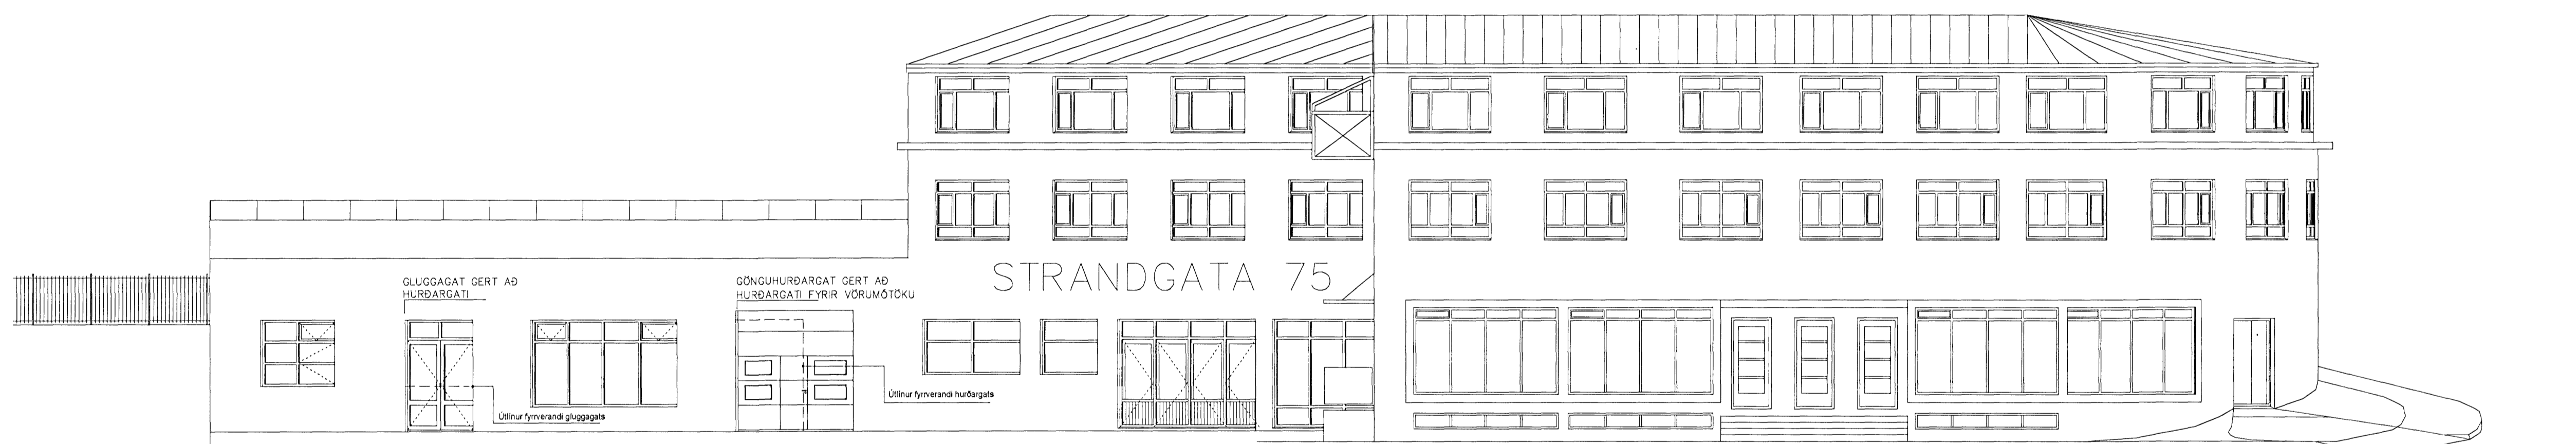 GLUGGAGAT GERT AÐ
HURÐARGATI
GÖNGUHURÐARGAT GERT AÐ
HURÐARGATI FYRIR VÖRUMÓTÖKU
STRANDGATA 75
Útlínur fyrrverandi gluggagats
Útlínur fyrrverandi hurðargats